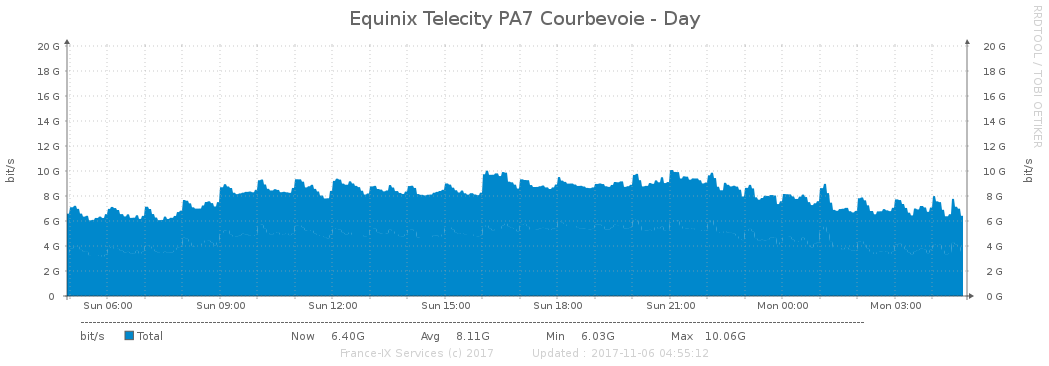 Equinix Telecity PA7 Courbevoie - Day
RRDTOOL / TOBI OETIKER
20 G 20 G
18 G 18 G
16 G 16 G
14 G 14 G
12 G 12 G
10 G 10 G
8 G 8 G
6 G 6 G
4 G 4 G
2 G 2 G
0 0 G
bit/s
bit/s
Sun 06:00 Sun 09:00 Sun 12:00 Sun 15:00 Sun 18:00 Sun 21:00 Mon 00:00 Mon 03:00
bit/s Total Now 6.40G Avg 8.11G Min 6.03G Max 10.06G
France-IX Services (c) 2017 Updated : 2017-11-06 04:55:12